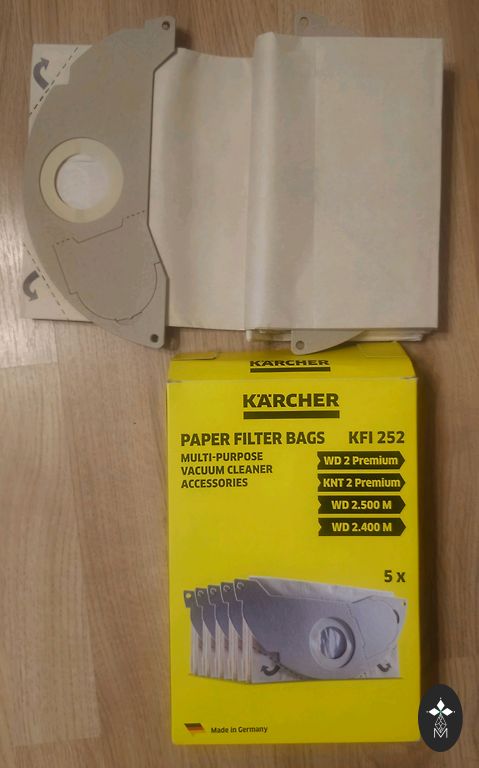 KÄRCHER
KÄRCHER
PAPER FILTER BAGS KFI 252
MULTI-PURPOSE
VACUUM CLEANER
ACCESSORIES
WD 2 Premium
KNT 2 Premium
WD 2.500 M
WD 2.400 M
5 x
Made in Germany
M